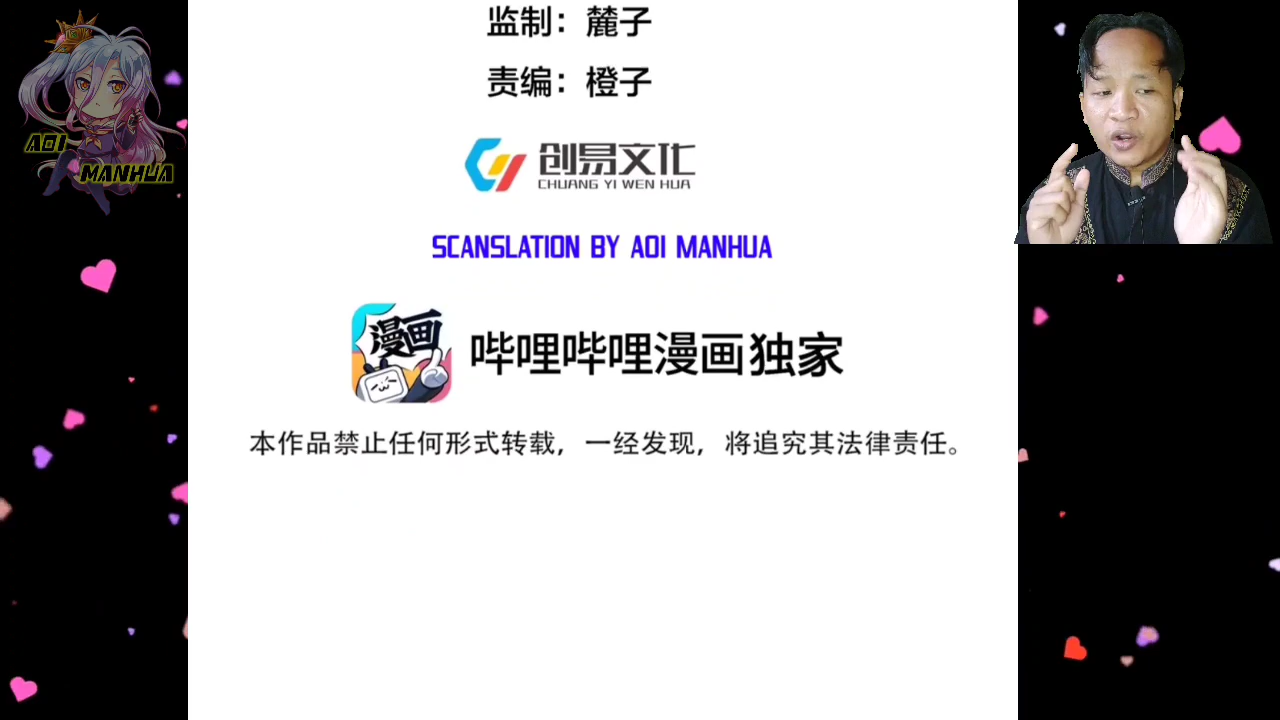 监制：麓子
责编：橙子
创易文化
CHUANG YI WEN HUA
AOI
MANHUA
SCANSLATION BY AOI MANHUA
漫画
哔哩哔哩漫画独家
本作品禁止任何形式转载，一经发现，将追究其法律责任。